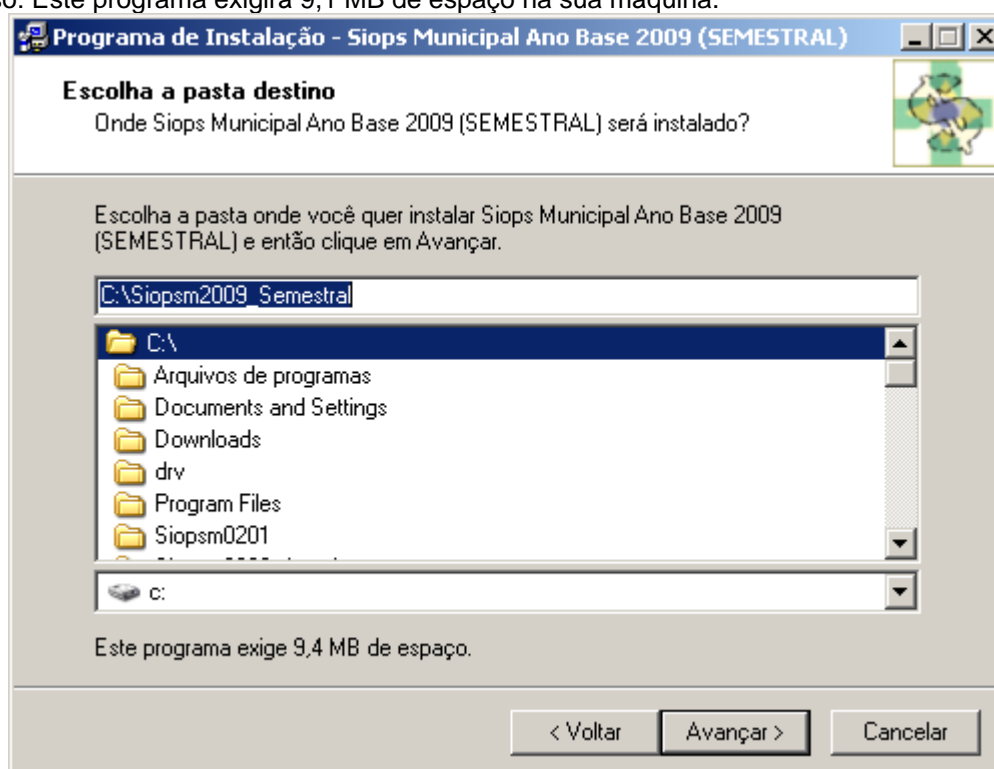 so. Este programa exigirá 9,1 MB de espaço na sua máquina.
Programa de Instalação - Siops Municipal Ano Base 2009 (SEMESTRAL)
Escolha a pasta destino
Onde Siops Municipal Ano Base 2009 (SEMESTRAL) será instalado?
Escolha a pasta onde você quer instalar Siops Municipal Ano Base 2009
(SEMESTRAL) e então clique em Avançar.
C:\Siopsm2009_Semestral
C:\
Arquivos de programas
Documents and Settings
Downloads
drv
Program Files
Siopsm0201
c:
Este programa exige 9,4 MB de espaço.
< Voltar Avançar > Cancelar